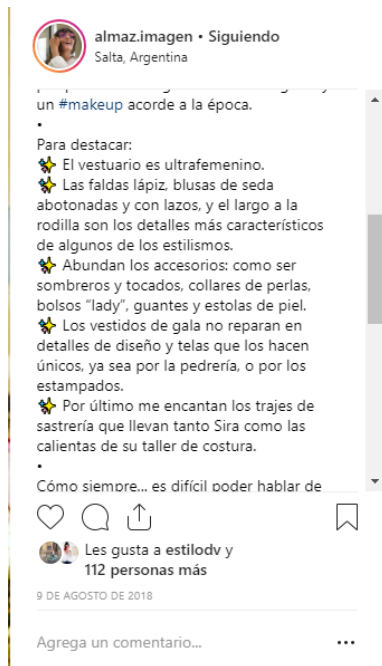 almaz.imagen • Siguiendo
Salta, Argentina
un #makeup acorde a la época.
•
Para destacar:
✨ El vestuario es ultrafemenino.
✨ Las faldas lápiz, blusas de seda
abotonadas y con lazos, y el largo a la
rodilla son los detalles más característicos
de algunos de los estilismos.
✨ Abundan los accesorios: como ser
sombreros y tocados, collares de perlas,
bolsos “lady”, guantes y estolas de piel.
✨ Los vestidos de gala no reparan en
detalles de diseño y telas que los hacen
únicos, ya sea por la pedrería, o por los
estampados.
✨ Por último me encantan los trajes de
sastrería que llevan tanto Sira como las
calientas de su taller de costura.
•
Cómo siempre... es difícil poder hablar de
Les gusta a estilodv y
112 personas más
9 DE AGOSTO DE 2018
Agrega un comentario...